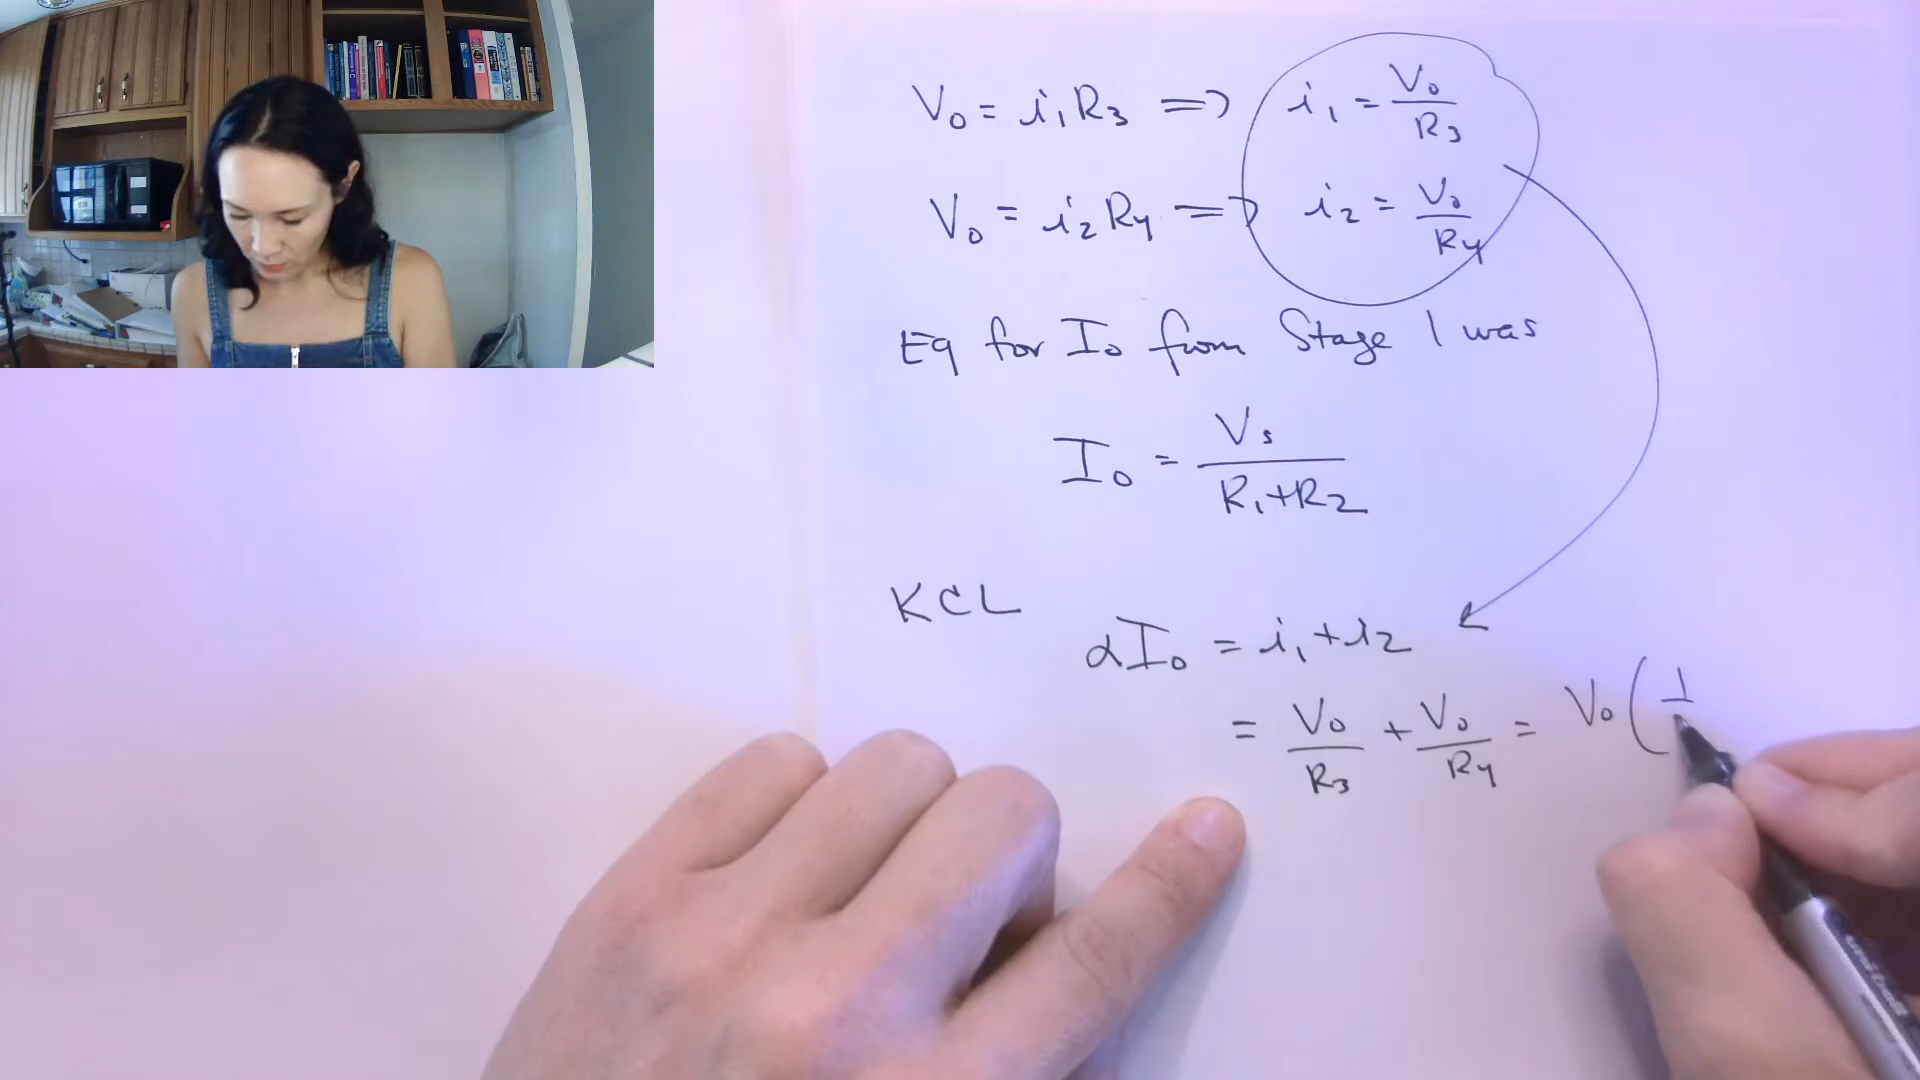 V₀ = i₁R₃ => i₁ = V₀/R₃
V₀ = i₂R₄ => i₂ = V₀/R₄
Eq for I₀ from Stage 1 was
I₀ = Vₛ/(R₁+R₂)
KCL
αI₀ = i₁+i₂
= V₀/R₃ + V₀/R₄ = V₀(1/